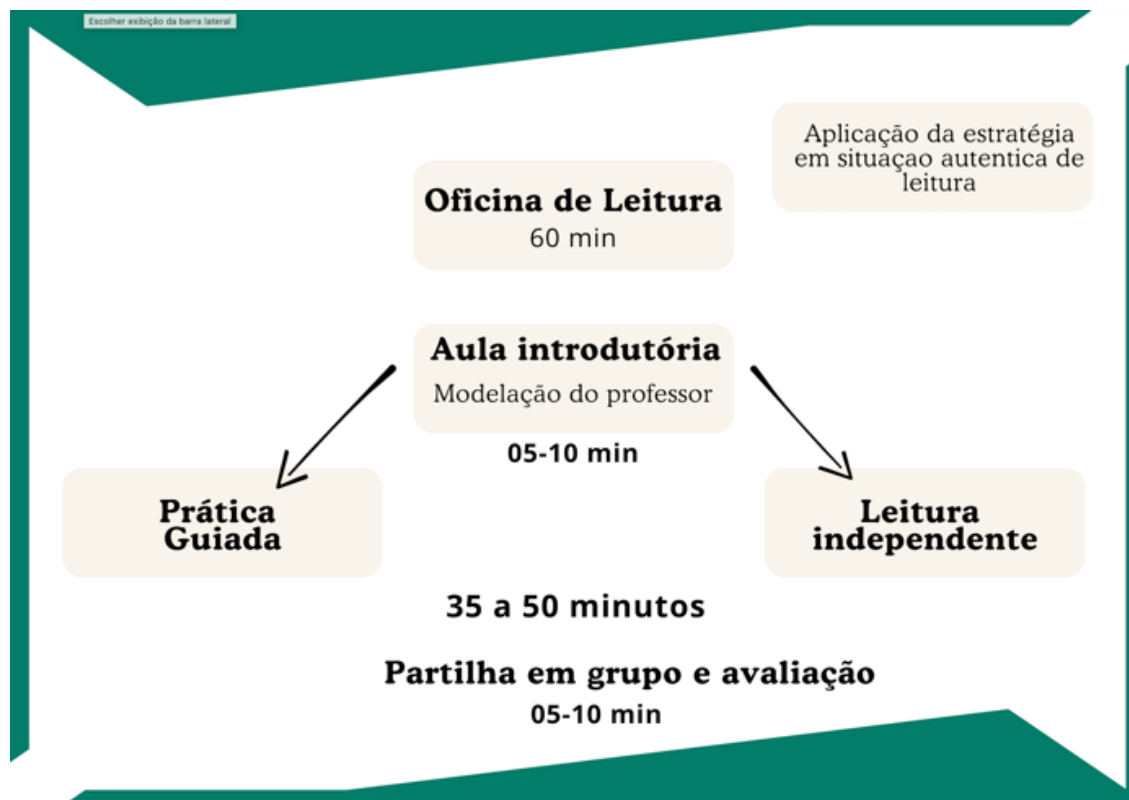 Escolher exibição da barra lateral
Aplicação da estratégia
em situaçao autentica de
leitura
Oficina de Leitura
60 min
Aula introdutória
Modelação do professor
05-10 min
Prática
Guiada
Leitura
independente
35 a 50 minutos
Partilha em grupo e avaliação
05-10 min